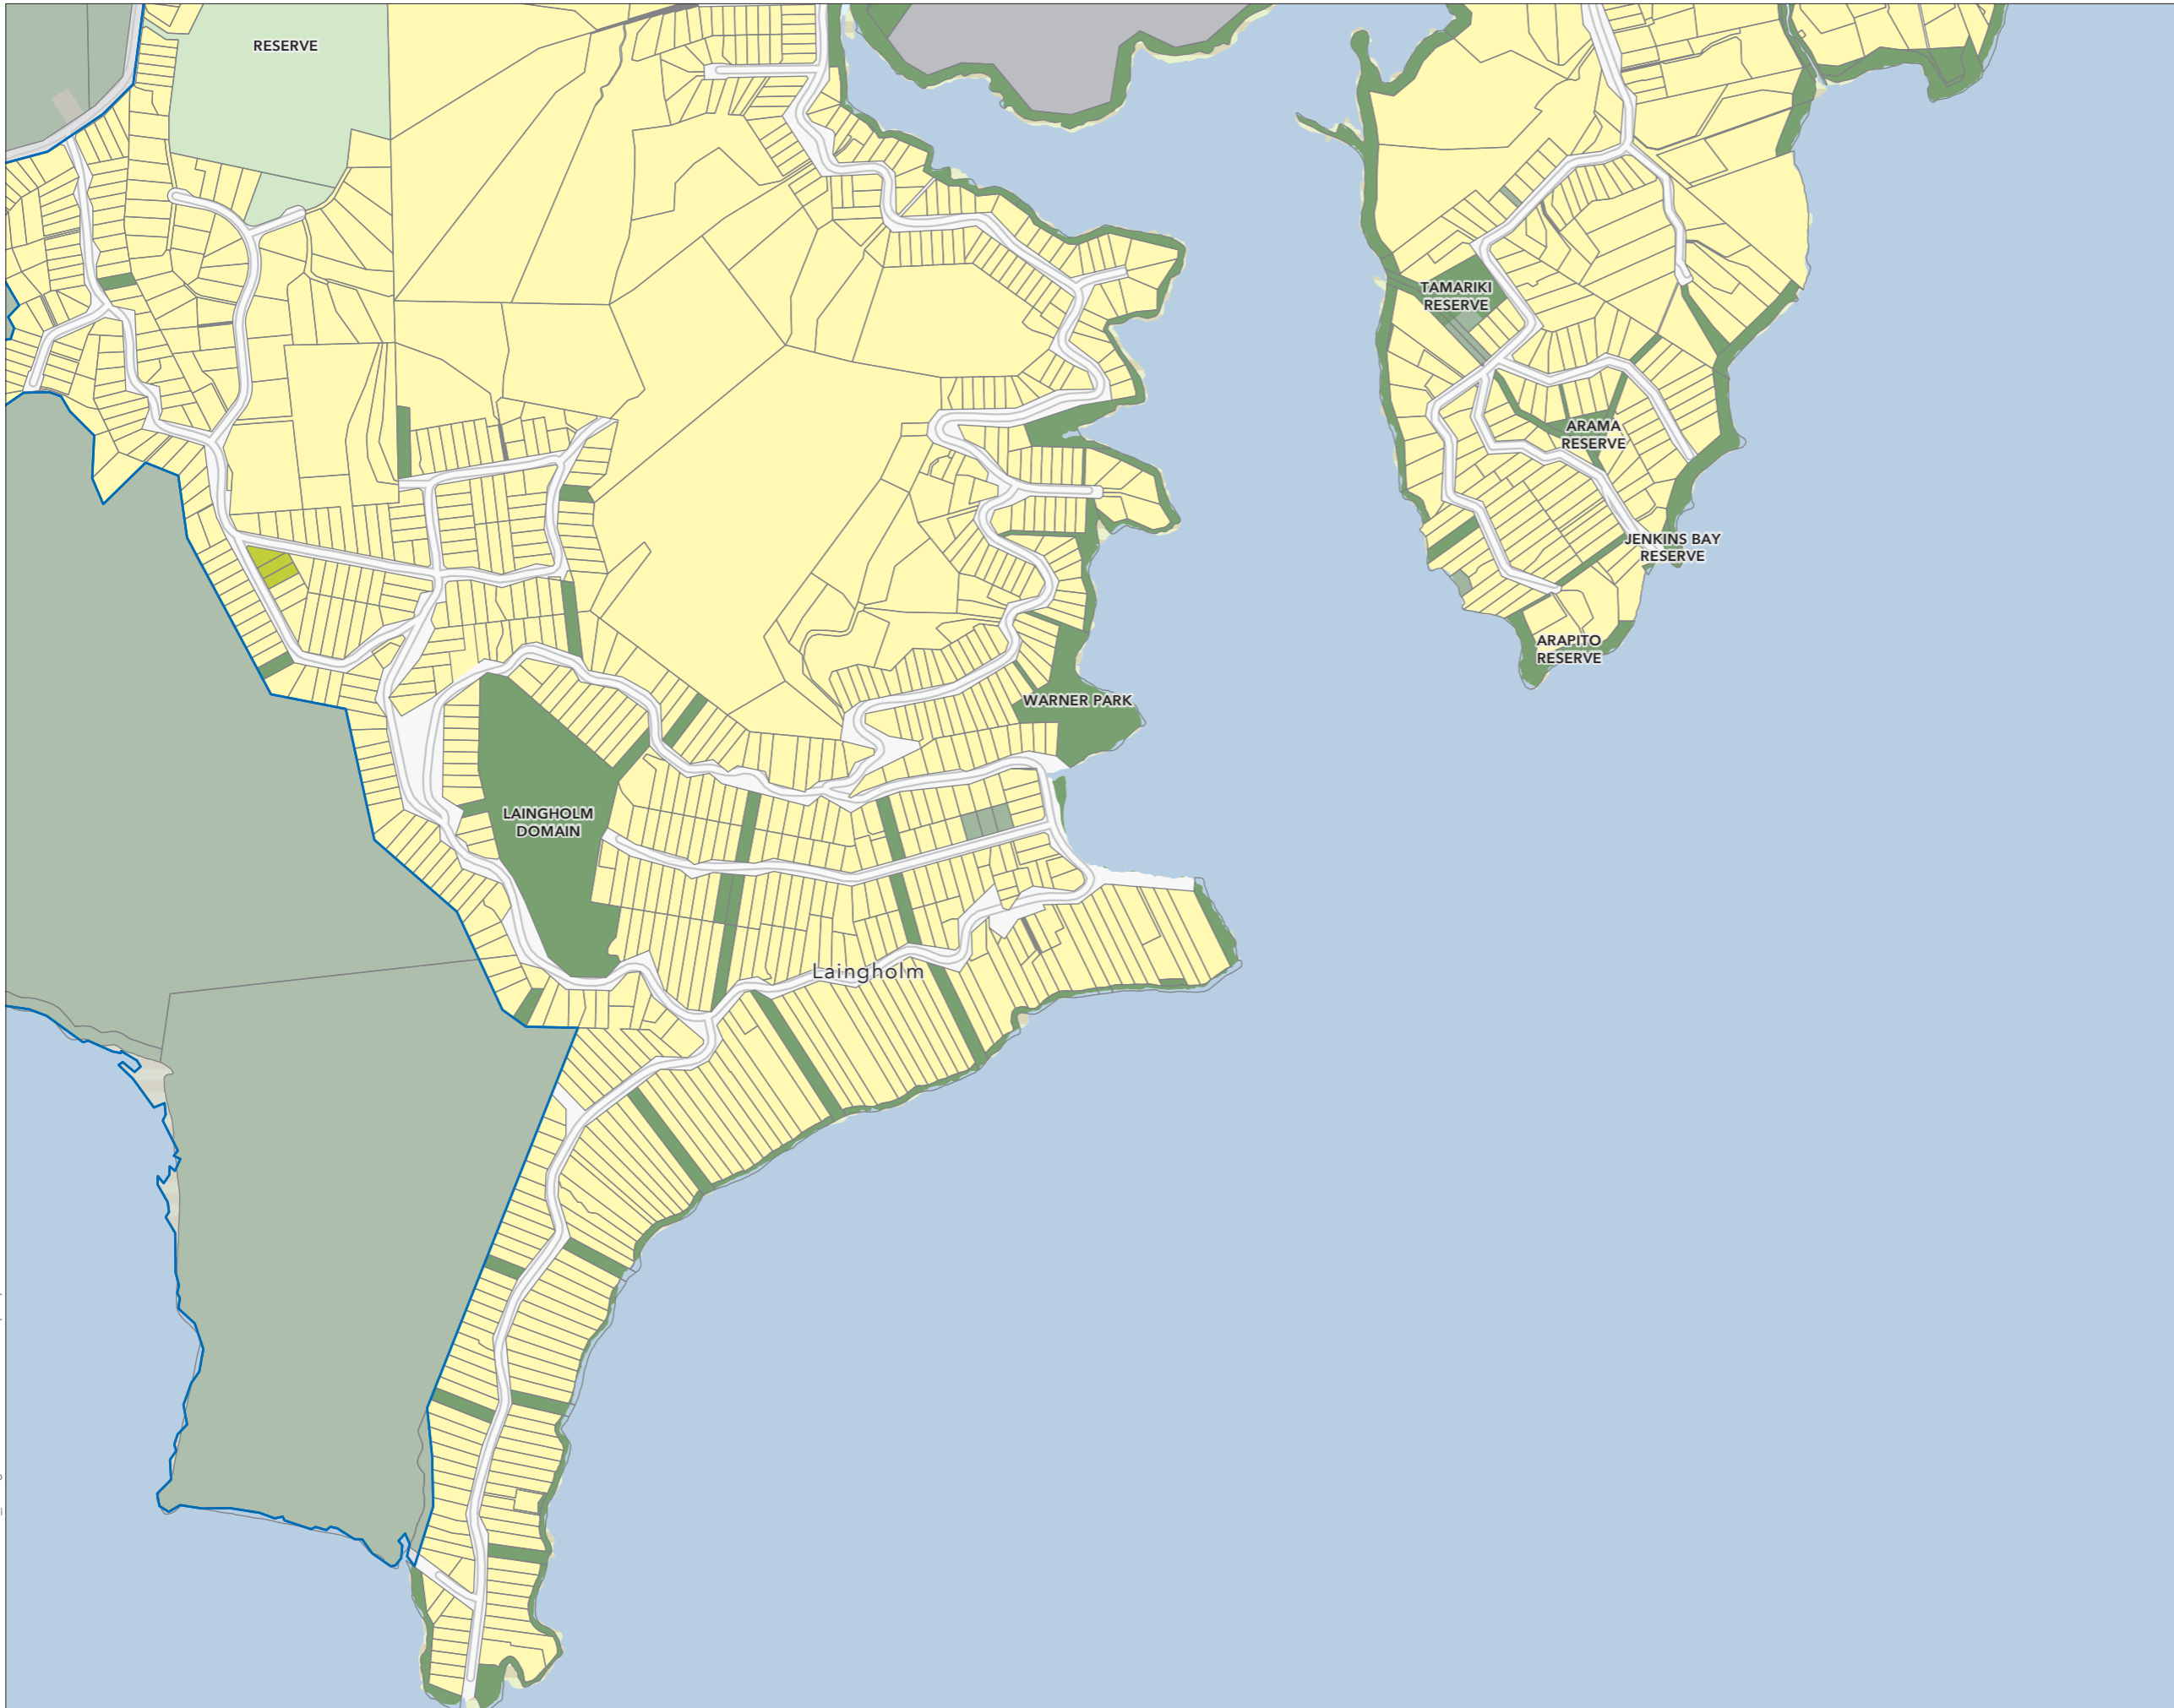 RESERVE
TAMARIKI
RESERVE
ARAMA
RESERVE
JENKINS BAY
RESERVE
ARAPITO
RESERVE
WARNER PARK
LAINGHOLM
DOMAIN
Laingholm